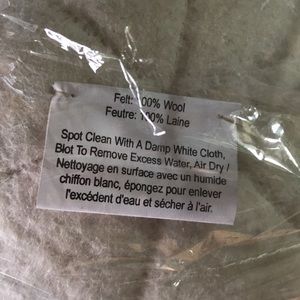 Felt: 100% Wool
Feutre: 100% Laine
Spot Clean With A Damp White Cloth,
Blot To Remove Excess Water, Air Dry /
Nettoyage en surface avec un humide
chiffon blanc, épongez pour enlever
l'excédent d'eau et sécher à l'air.